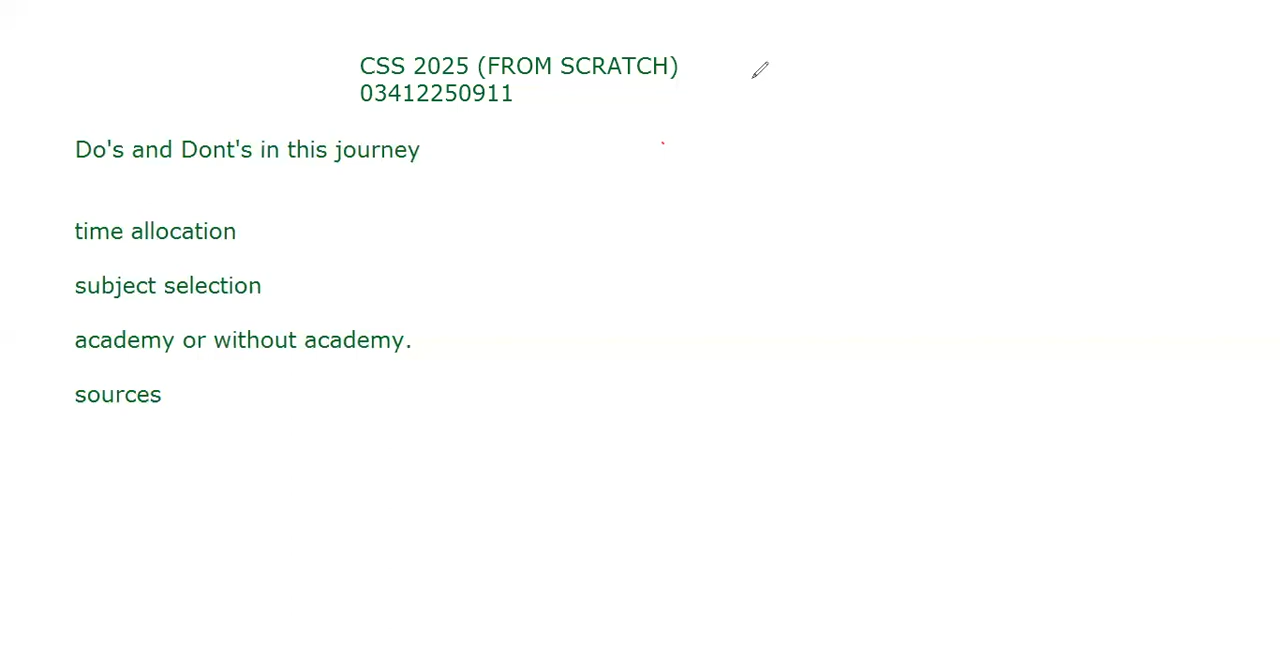 CSS 2025 (FROM SCRATCH)
03412250911
Do's and Dont's in this journey
time allocation
subject selection
academy or without academy.
sources